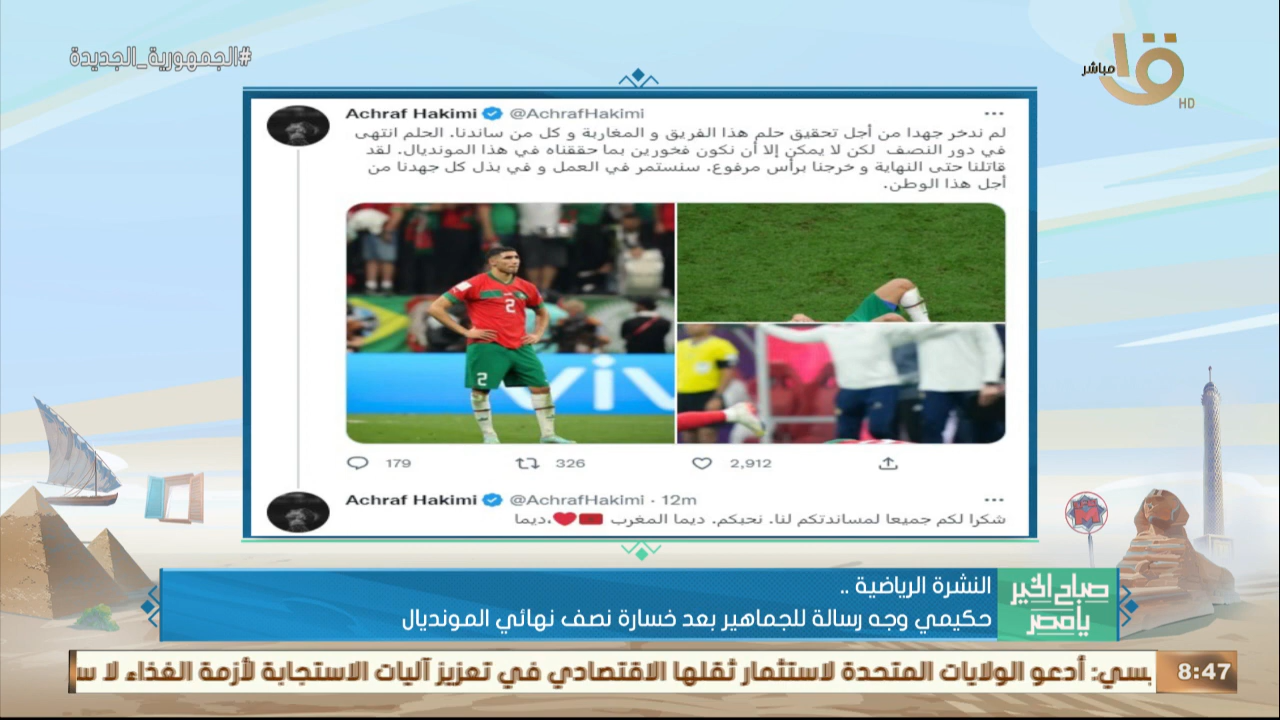 #الجمهورية_الجديدة
مباشر
HD
Achraf Hakimi @AchrafHakimi
لم ندخر جهدا من أجل تحقيق حلم هذا الفريق و المغاربة و كل من ساندنا. الحلم انتهى
في دور النصف لكن لا يمكن إلا أن نكون فخورين بما حققناه في هذا المونديال. لقد
قاتلنا حتى النهاية و خرجنا برأس مرفوع. سنستمر في العمل و في بذل كل جهدنا من
أجل هذا الوطن.
2
2
viv
179 326 2,912
Achraf Hakimi @AchrafHakimi · 12m
شكرا لكم جميعا لمساندتكم لنا. نحبكم. ديما المغرب 🇲🇦❤️،ديما
M
صباح الخير
يا مصر
النشرة الرياضية ..
حكيمي وجه رسالة للجماهير بعد خسارة نصف نهائي المونديال
يسي: أدعو الولايات المتحدة لاستثمار ثقلها الاقتصادي في تعزيز آليات الاستجابة لأزمة الغذاء لا س
8:47